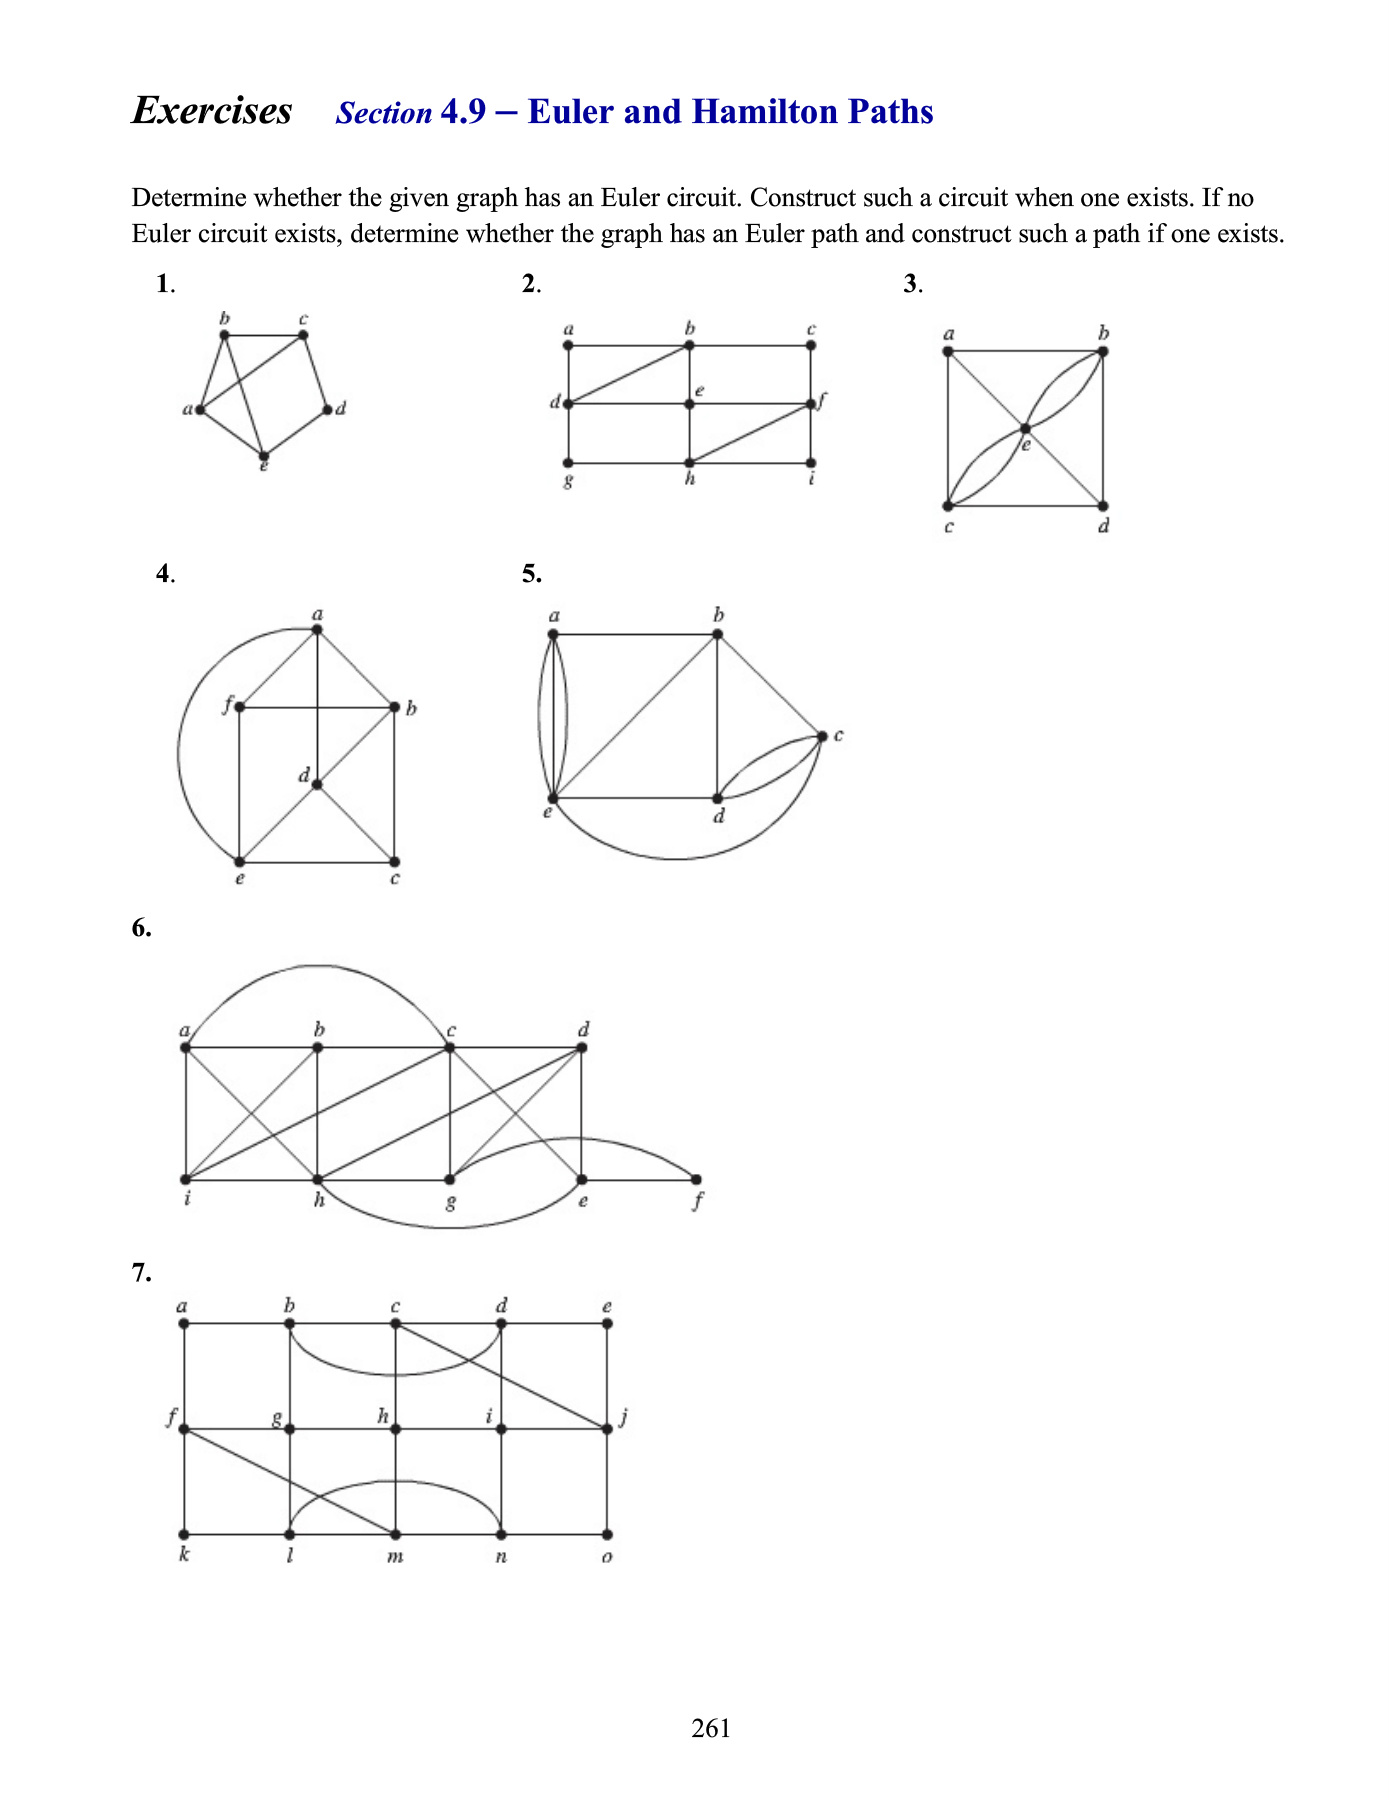 Exercises Section 4.9 – Euler and Hamilton Paths
Determine whether the given graph has an Euler circuit. Construct such a circuit when one exists. If no
Euler circuit exists, determine whether the graph has an Euler path and construct such a path if one exists.
1. 2. 3.
b c
a d
e
a b c
d e f
g h i
a b
e
c d
4. 5.
a
f b
d
e c
a b
c
e d
6.
a b c d
i h g e f
7.
a b c d e
f g h i j
k l m n o
261